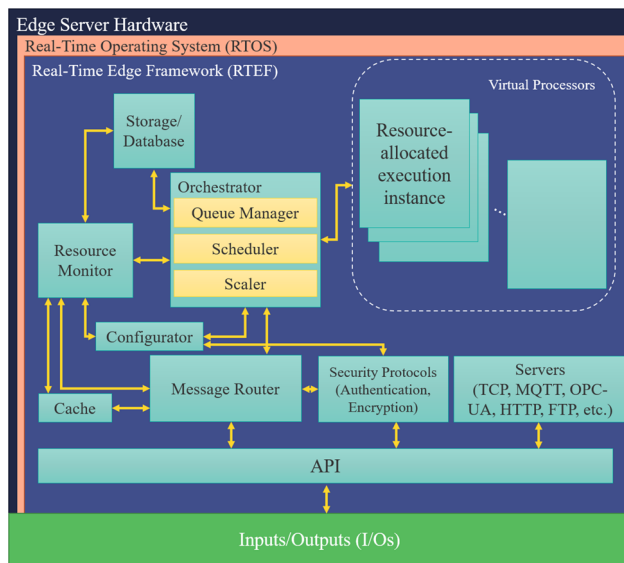 Edge Server Hardware
Real-Time Operating System (RTOS)
Real-Time Edge Framework (RTEF)
Virtual Processors
Storage/
Database
Resource-
allocated
execution
instance
Orchestrator
Queue Manager
Scheduler
Scaler
Resource
Monitor
Configurator
Message Router
Security Protocols
(Authentication,
Encryption)
Servers
(TCP, MQTT, OPC-
UA, HTTP, FTP, etc.)
Cache
API
Inputs/Outputs (I/Os)